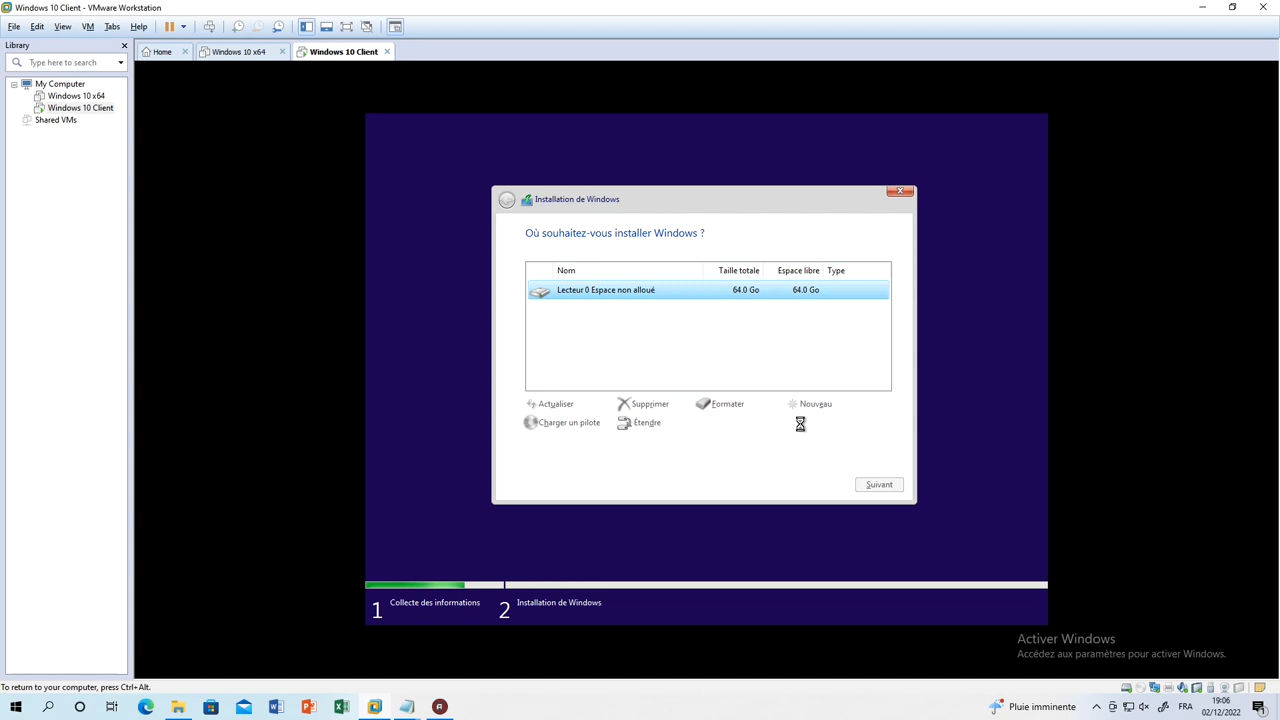 Windows 10 Client - VMware Workstation
File Edit View VM Tabs Help
Library
Type here to search
My Computer
Windows 10 x64
Windows 10 Client
Shared VMs
Home Windows 10 x64 Windows 10 Client
Installation de Windows
Où souhaitez-vous installer Windows ?
Nom Taille totale Espace libre Type
Lecteur 0 Espace non alloué 64.0 Go 64.0 Go
Actualiser Supprimer Formater Nouveau
Charger un pilote Étendre
Suivant
1 Collecte des informations 2 Installation de Windows
Activer Windows
Accédez aux paramètres pour activer Windows.
To return to your computer, press Ctrl+Alt.
Pluie imminente FRA 19:06
02/12/2022